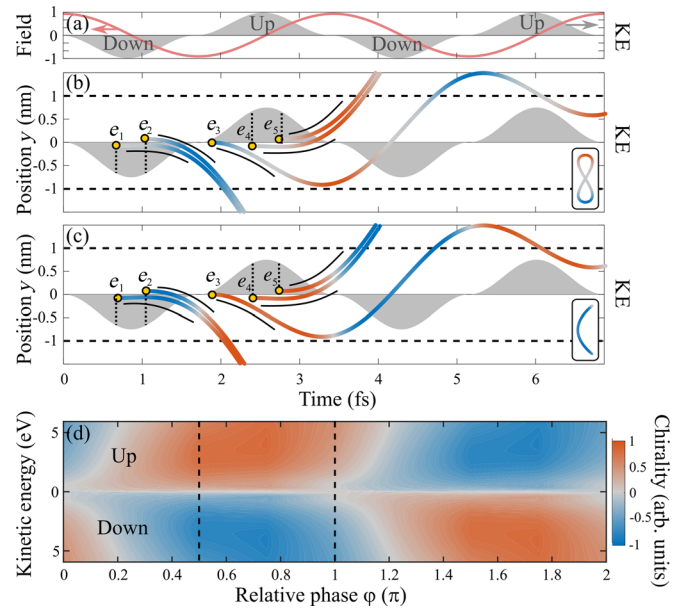 (a)
Field
1
0
-1
Down
Up
Down
Up
KE
(b)
Position y (nm)
1
0.5
0
-0.5
-1
e1
e2
e3
e4
e5
KE
(c)
Position y (nm)
1
0.5
0
-0.5
-1
e1
e2
e3
e4
e5
KE
0 1 2 3 4 5 6
Time (fs)
(d)
Kinetic energy (eV)
5
0
5
Up
Down
0 0.2 0.4 0.6 0.8 1 1.2 1.4 1.6 1.8 2
Relative phase φ (π)
1
0.5
0
-0.5
-1
Chirality (arb. units)